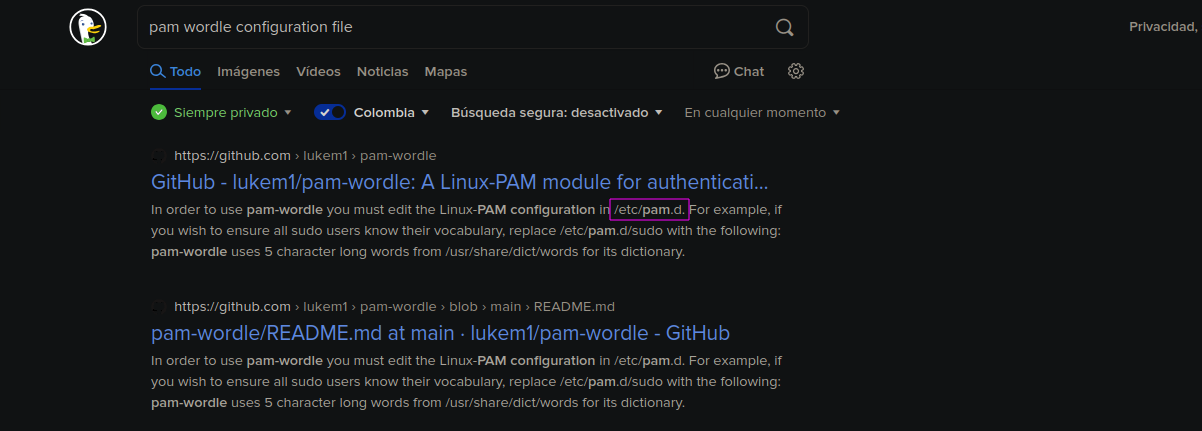 pam wordle configuration file
Privacidad,
Todo Imágenes Vídeos Noticias Mapas Chat
Siempre privado Colombia Búsqueda segura: desactivado En cualquier momento
https://github.com › lukem1 › pam-wordle
GitHub - lukem1/pam-wordle: A Linux-PAM module for authenticati...
In order to use pam-wordle you must edit the Linux-PAM configuration in /etc/pam.d. For example, if
you wish to ensure all sudo users know their vocabulary, replace /etc/pam.d/sudo with the following:
pam-wordle uses 5 character long words from /usr/share/dict/words for its dictionary.
https://github.com › lukem1 › pam-wordle › blob › main › README.md
pam-wordle/README.md at main · lukem1/pam-wordle - GitHub
In order to use pam-wordle you must edit the Linux-PAM configuration in /etc/pam.d. For example, if
you wish to ensure all sudo users know their vocabulary, replace /etc/pam.d/sudo with the following:
pam-wordle uses 5 character long words from /usr/share/dict/words for its dictionary.